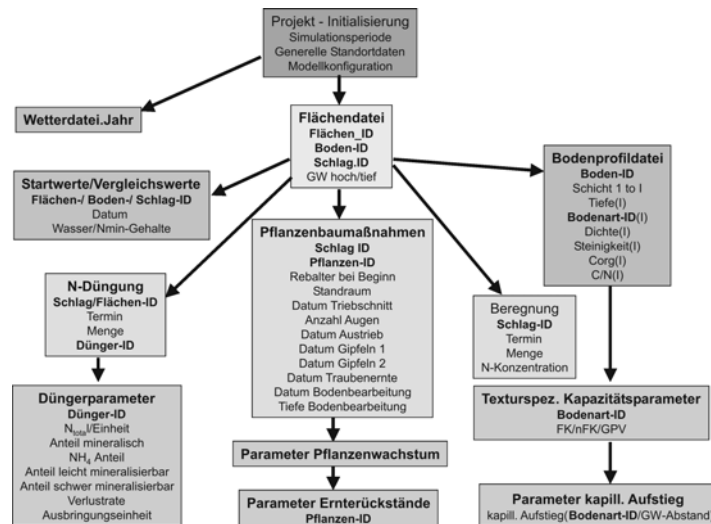 Projekt - Initialisierung
Simulationsperiode
Generelle Standortdaten
Modellkonfiguration
Wetterdatei.Jahr
Flächendatei
Flächen_ID
Boden-ID
Schlag.ID
GW hoch/tief
Startwerte/Vergleichswerte
Flächen-/ Boden-/ Schlag-ID
Datum
Wasser/Nmin-Gehalte
Bodenprofildatei
Boden-ID
Schicht 1 to I
Tiefe(I)
Bodenart-ID(I)
Dichte(I)
Steinigkeit(I)
Corg(I)
C/N(I)
Pflanzenbaumaßnahmen
Schlag ID
Pflanzen-ID
Rebalter bei Beginn
Standraum
Datum Triebschnitt
Anzahl Augen
Datum Austrieb
Datum Gipfeln 1
Datum Gipfeln 2
Datum Traubenernte
Datum Bodenbearbeitung
Tiefe Bodenbearbeitung
N-Düngung
Schlag/Flächen-ID
Termin
Menge
Dünger-ID
Beregnung
Schlag-ID
Termin
Menge
N-Konzentration
Düngerparameter
Dünger-ID
Ntotal/Einheit
Anteil mineralisch
NH4 Anteil
Anteil leicht mineralisierbar
Anteil schwer mineralisierbar
Verlustrate
Ausbringungseinheit
Texturspez. Kapazitätsparameter
Bodenart-ID
FK/nFK/GPV
Parameter Pflanzenwachstum
Parameter Ernterückstände
Pflanzen-ID
Parameter kapill. Aufstieg
kapill. Aufstieg(Bodenart-ID/GW-Abstand)